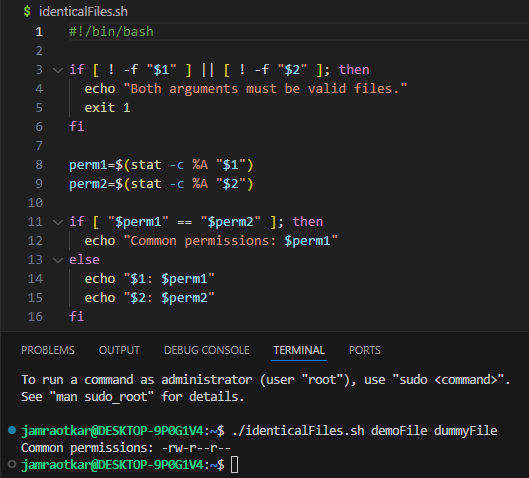 $ identicalFiles.sh
1 #!/bin/bash
2
3 if [ ! -f "$1" ] || [ ! -f "$2" ]; then
4 echo "Both arguments must be valid files."
5 exit 1
6 fi
7
8 perm1=$(stat -c %A "$1")
9 perm2=$(stat -c %A "$2")
10
11 if [ "$perm1" == "$perm2" ]; then
12 echo "Common permissions: $perm1"
13 else
14 echo "$1: $perm1"
15 echo "$2: $perm2"
16 fi
PROBLEMS OUTPUT DEBUG CONSOLE TERMINAL PORTS
To run a command as administrator (user "root"), use "sudo <command>".
See "man sudo_root" for details.
jamraotkar@DESKTOP-9P0G1V4:~$ ./identicalFiles.sh demoFile dummyFile
Common permissions: -rw-r--r--
jamraotkar@DESKTOP-9P0G1V4:~$